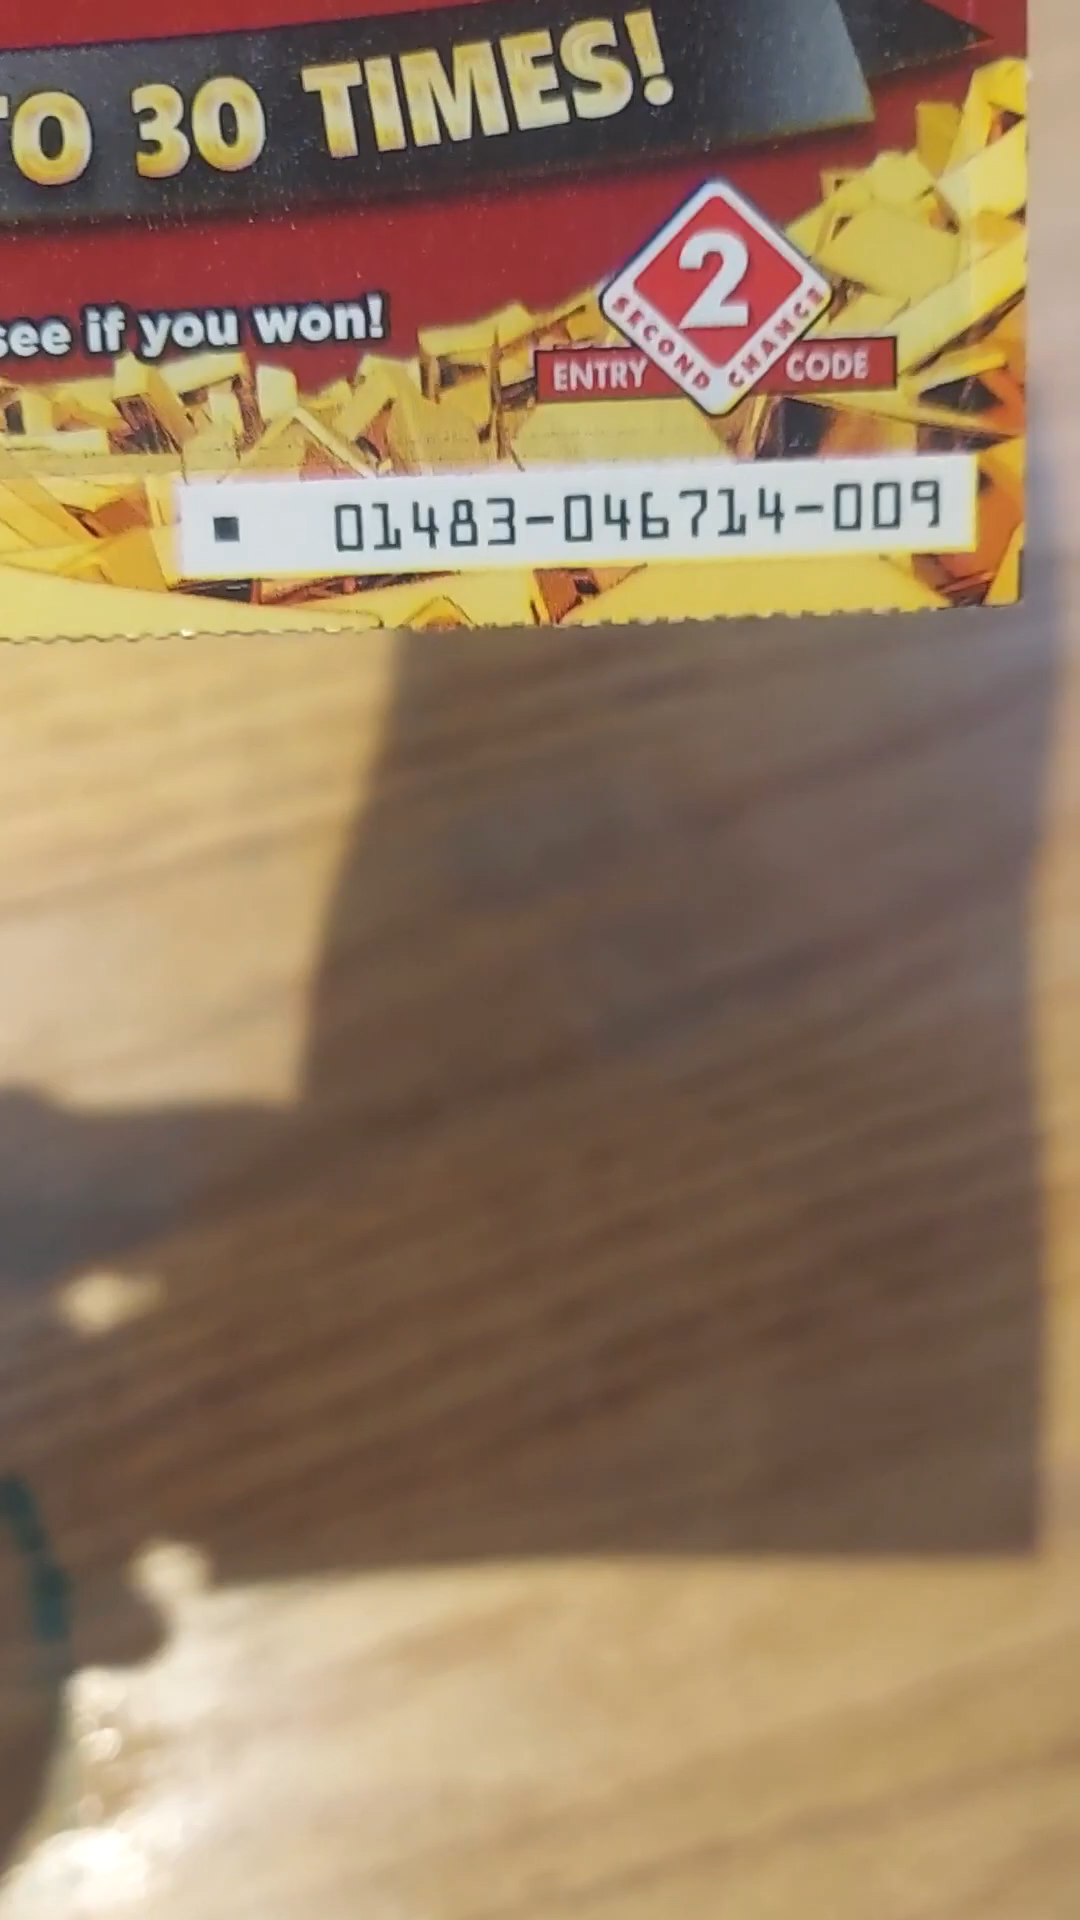 TO 30 TIMES!
see if you won!
2
SECOND CHANCE
ENTRY CODE
01483-046714-009